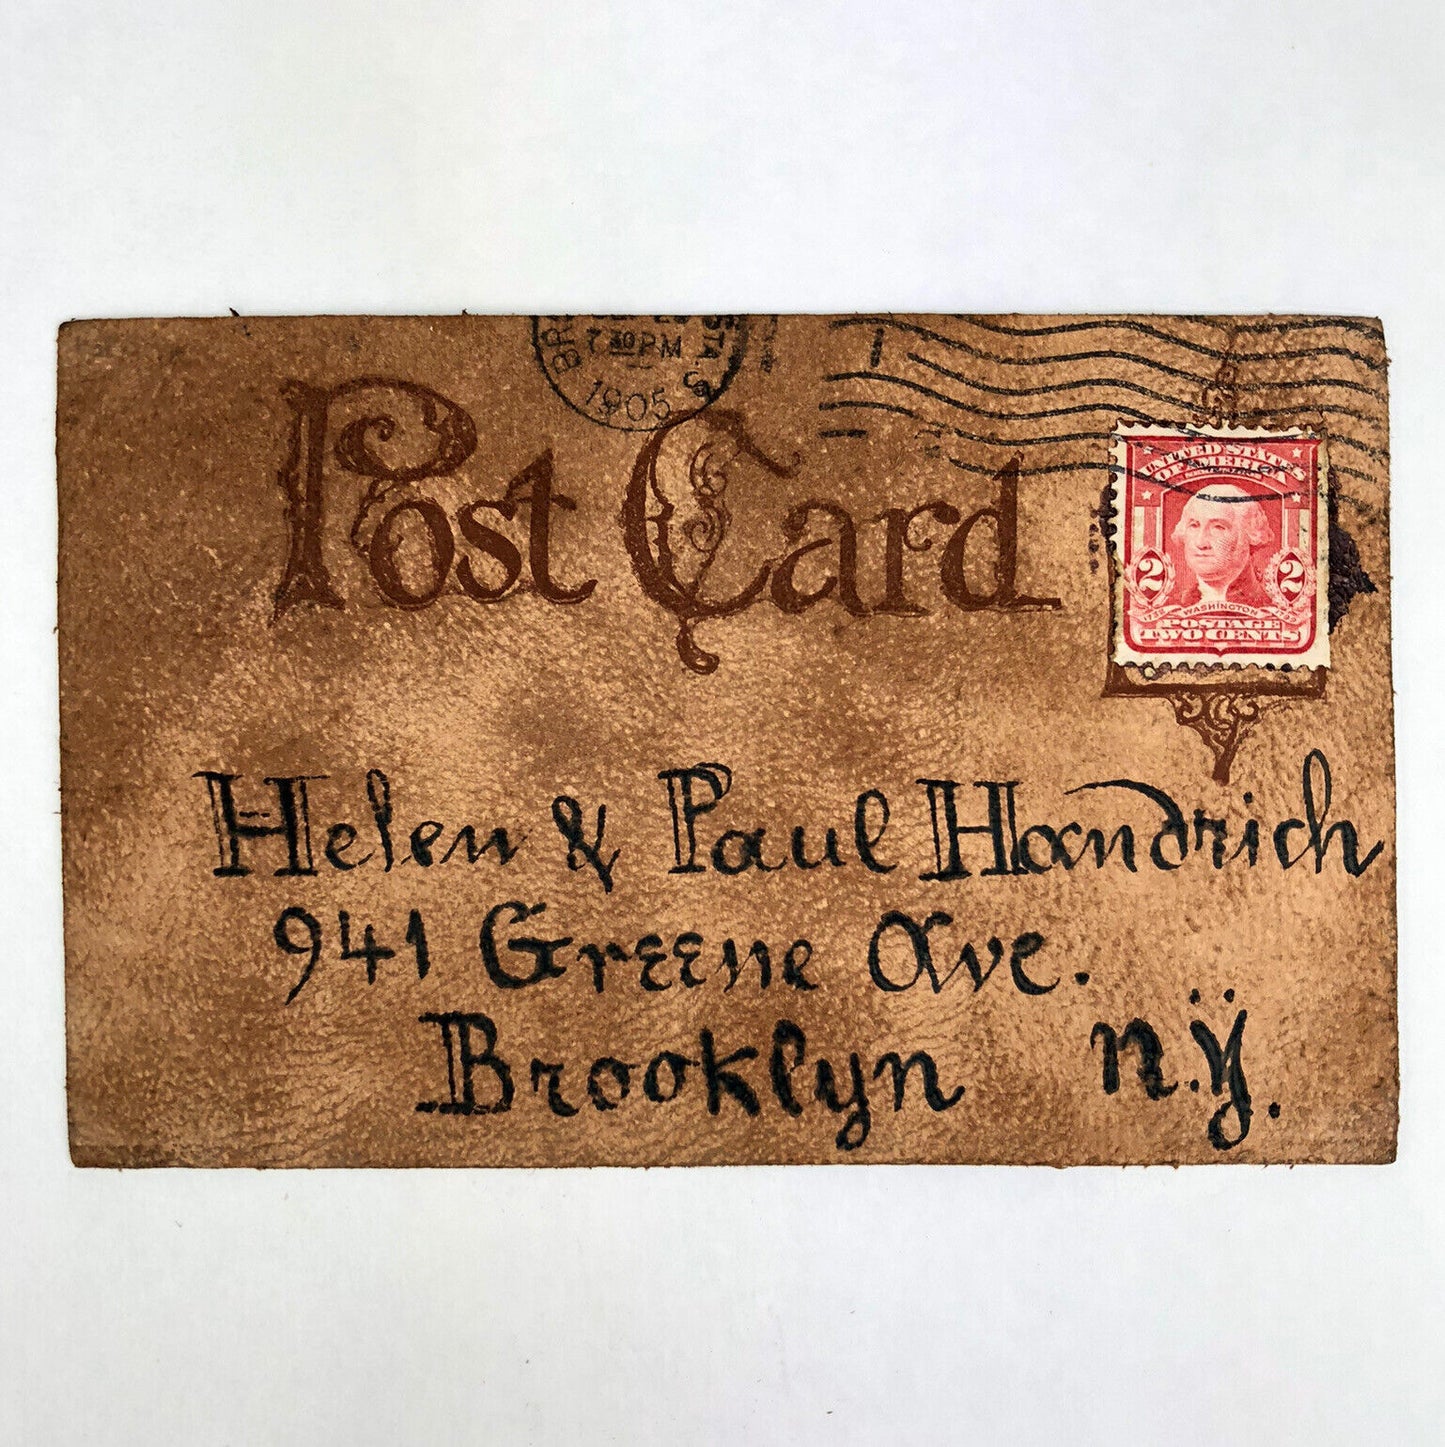 7 30 PM
1905
STA.
Post Card
UNITED STATES
OF AMERICA
2 2
WASHINGTON
POSTAGE
TWO CENTS
Helen & Paul Handrich
941 Greene Ave.
Brooklyn N.Ÿ.